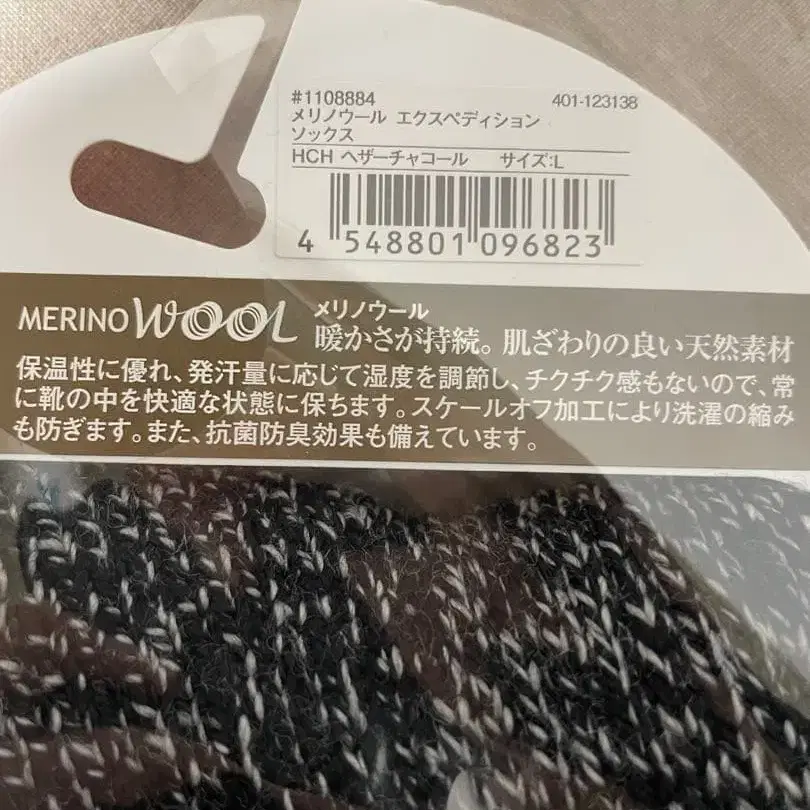 #1108884 401-123138
メリノウール エクスペディション
ソックス
HCH ヘザーチャコール サイズ:L
4 548801 096823
MERINO WOOL メリノウール
暖かさが持続。肌ざわりの良い天然素材
保温性に優れ、発汗量に応じて湿度を調節し、チクチク感もないので、常
に靴の中を快適な状態に保ちます。スケールオフ加工により洗濯の縮み
も防ぎます。また、抗菌防臭効果も備えています。